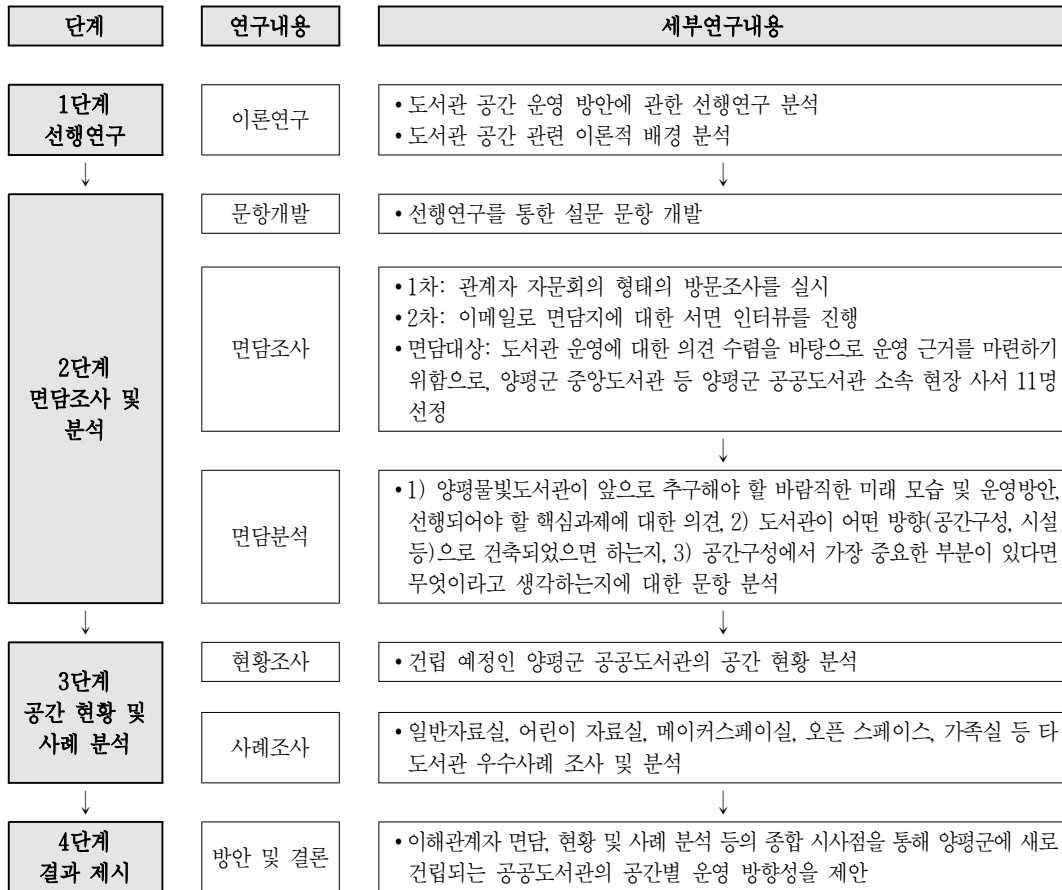 단계
연구내용
세부연구내용
1단계
선행연구
이론연구
• 도서관 공간 운영 방안에 관한 선행연구 분석
• 도서관 공간 관련 이론적 배경 분석
↓
↓
2단계
면담조사 및
분석
문항개발
• 선행연구를 통한 설문 문항 개발
면담조사
• 1차: 관계자 자문회의 형태의 방문조사를 실시
• 2차: 이메일로 면담지에 대한 서면 인터뷰를 진행
• 면담대상: 도서관 운영에 대한 의견 수렴을 바탕으로 운영 근거를 마련하기
위함으로, 양평군 중앙도서관 등 양평군 공공도서관 소속 현장 사서 11명
선정
↓
면담분석
• 1) 양평물빛도서관이 앞으로 추구해야 할 바람직한 미래 모습 및 운영방안,
선행되어야 할 핵심과제에 대한 의견, 2) 도서관이 어떤 방향(공간구성, 시설
등)으로 건축되었으면 하는지, 3) 공간구성에서 가장 중요한 부분이 있다면
무엇이라고 생각하는지에 대한 문항 분석
↓
↓
3단계
공간 현황 및
사례 분석
현황조사
• 건립 예정인 양평군 공공도서관의 공간 현황 분석
사례조사
• 일반자료실, 어린이 자료실, 메이커스페이실, 오픈 스페이스, 가족실 등 타
도서관 우수사례 조사 및 분석
↓
↓
4단계
결과 제시
방안 및 결론
• 이해관계자 면담, 현황 및 사례 분석 등의 종합 시사점을 통해 양평군에 새로
건립되는 공공도서관의 공간별 운영 방향성을 제안